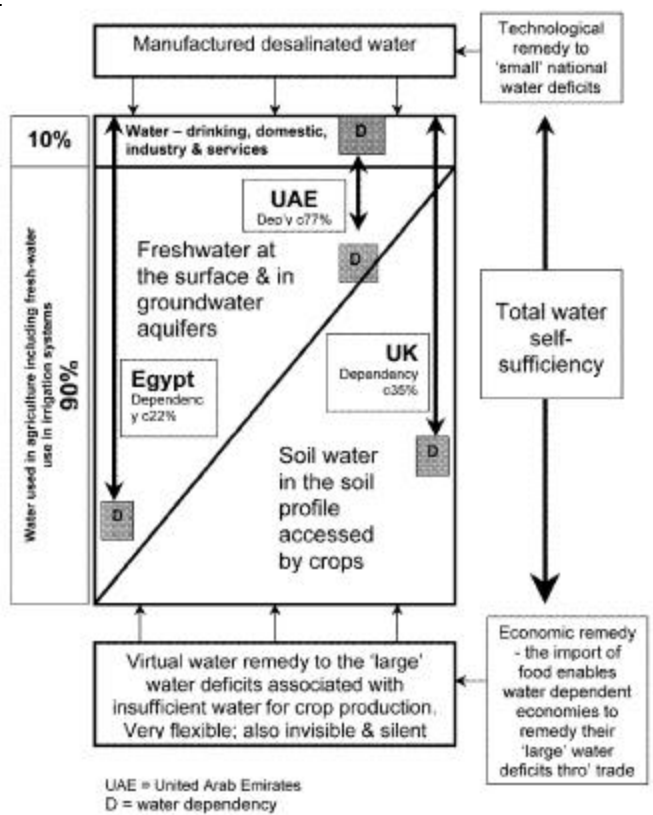 Manufactured desalinated water
Technological
remedy to
'small' national
water deficits
10%
Water – drinking, domestic,
industry & services
D
UAE
Dep'v c77%
D
Freshwater at
the surface & in
groundwater
aquifers
Water used in agriculture including fresh-water
use in irrigation systems
90%
Egypt
Dependenc
y c22%
D
UK
Dependency
c35%
D
Soil water
in the soil
profile
accessed
by crops
Total water
self-
sufficiency
Virtual water remedy to the 'large'
water deficits associated with
insufficient water for crop production.
Very flexible; also invisible & silent
Economic remedy
- the import of
food enables
water dependent
economies to
remedy their
'large' water
deficits thro' trade
UAE = United Arab Emirates
D = water dependency